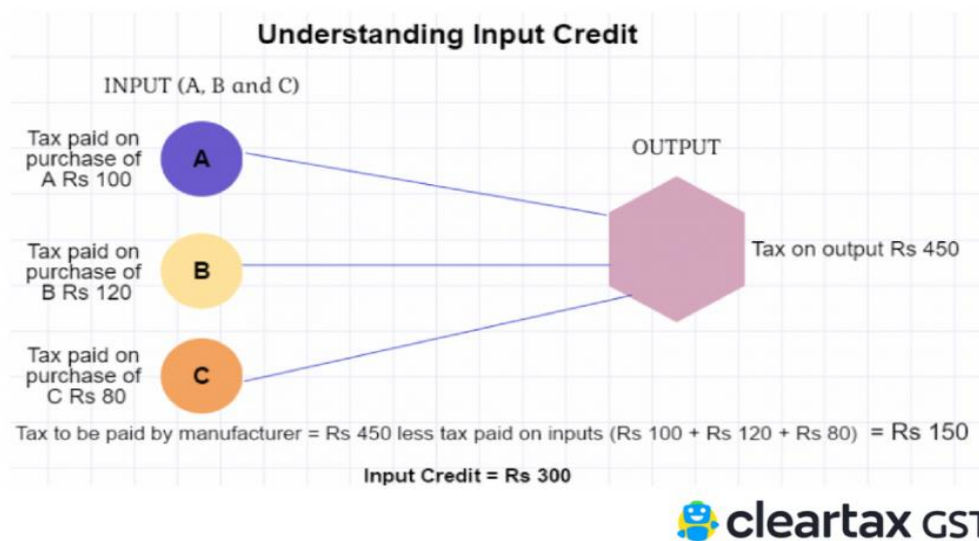 Understanding Input Credit
INPUT (A, B and C)
Tax paid on
purchase of
A Rs 100
A
OUTPUT
Tax on output Rs 450
Tax paid on
purchase of
B Rs 120
B
Tax paid on
purchase of
C Rs 80
C
Tax to be paid by manufacturer = Rs 450 less tax paid on inputs (Rs 100 + Rs 120 + Rs 80) = Rs 150
Input Credit = Rs 300
cleartax GST